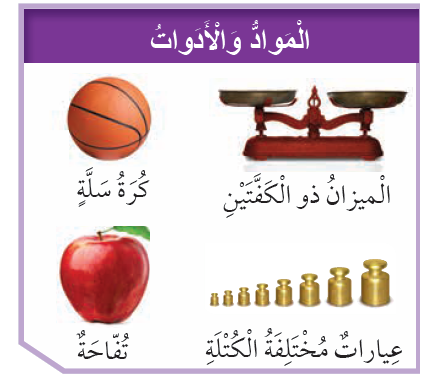 الْمَوادُّ وَالْأَدَواتُ
الْميزانُ ذو الْكَفَّتَيْنِ
كُرَةُ سَلَّةٍ
عِياراتٌ مُخْتَلِفَةُ الْكُتْلَةِ
تُفّاحَةٌ